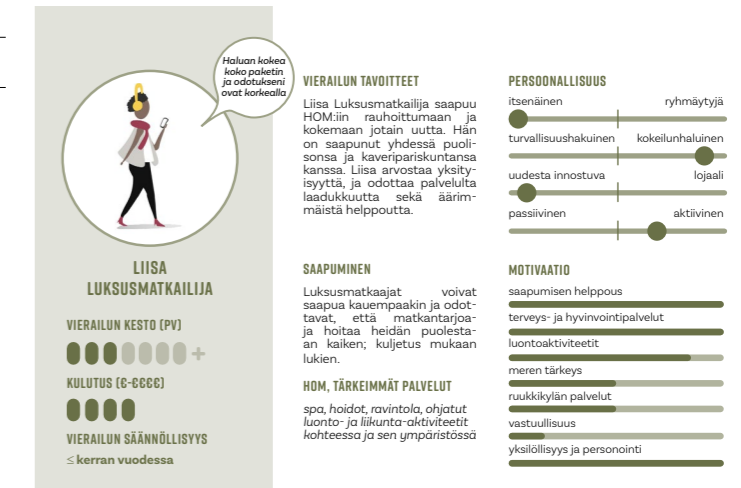 Haluan kokea
koko paketin
ja odotukseni
ovat korkealla
LIISA
LUKSUSMATKAILIJA
VIERAILUN KESTO (PV)
+
KULUTUS (€-€€€€)
VIERAILUN SÄÄNNÖLLISYYS
≤ kerran vuodessa
VIERAILUN TAVOITTEET
Liisa Luksusmatkailija saapuu
HOM:iin rauhoittumaan ja
kokemaan jotain uutta. Hän
on saapunut yhdessä puoli-
sonsa ja kaveripariskuntansa
kanssa. Liisa arvostaa yksity-
isyyttä, ja odottaa palvelulta
laadukkuutta sekä äärim-
mäistä helppoutta.
SAAPUMINEN
Luksusmatkaajat voivat
saapua kauempaakin ja odot-
tavat, että matkantarjoa-
ja hoitaa heidän puolesta-
an kaiken; kuljetus mukaan
lukien.
HOM, TÄRKEIMMÄT PALVELUT
spa, hoidot, ravintola, ohjatut
luonto- ja liikunta-aktiviteetit
kohteessa ja sen ympäristössä
PERSOONALLISUUS
itsenäinen ryhmätyjä
turvallisuushakuinen kokeilunhaluinen
uudesta innostuva lojaali
passiivinen aktiivinen
MOTIVAATIO
saapumisen helppous
terveys- ja hyvinvointipalvelut
luontoaktiviteetit
meren tärkeys
ruukkikylän palvelut
vastuullisuus
yksilöllisyys ja personointi